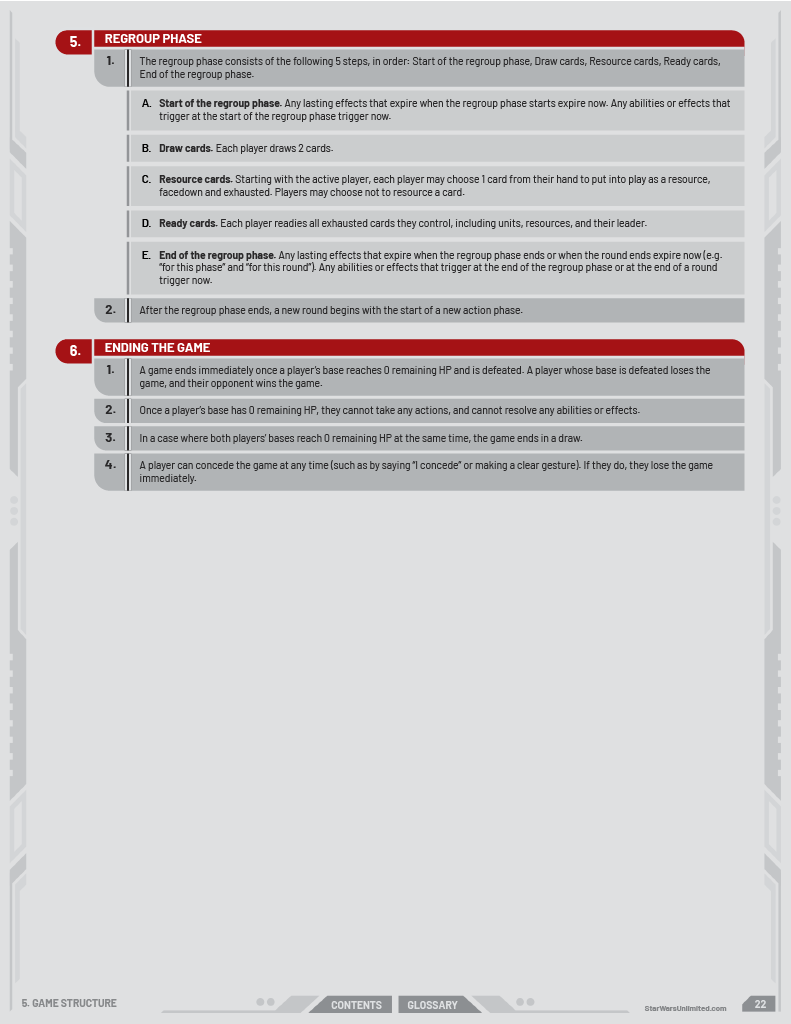 5. REGROUP PHASE
1. The regroup phase consists of the following 5 steps, in order: Start of the regroup phase, Draw cards, Resource cards, Ready cards,
End of the regroup phase.
A. Start of the regroup phase. Any lasting effects that expire when the regroup phase starts expire now. Any abilities or effects that
trigger at the start of the regroup phase trigger now.
B. Draw cards. Each player draws 2 cards.
C. Resource cards. Starting with the active player, each player may choose 1 card from their hand to put into play as a resource,
facedown and exhausted. Players may choose not to resource a card.
D. Ready cards. Each player readies all exhausted cards they control, including units, resources, and their leader.
E. End of the regroup phase. Any lasting effects that expire when the regroup phase ends or when the round ends expire now (e.g.
“for this phase” and “for this round”). Any abilities or effects that trigger at the end of the regroup phase or at the end of a round
trigger now.
2. After the regroup phase ends, a new round begins with the start of a new action phase.
6. ENDING THE GAME
1. A game ends immediately once a player’s base reaches 0 remaining HP and is defeated. A player whose base is defeated loses the
game, and their opponent wins the game.
2. Once a player’s base has 0 remaining HP, they cannot take any actions, and cannot resolve any abilities or effects.
3. In a case where both players’ bases reach 0 remaining HP at the same time, the game ends in a draw.
4. A player can concede the game at any time (such as by saying “I concede” or making a clear gesture). If they do, they lose the game
immediately.
5. GAME STRUCTURE
CONTENTS
GLOSSARY
StarWarsUnlimited.com
22